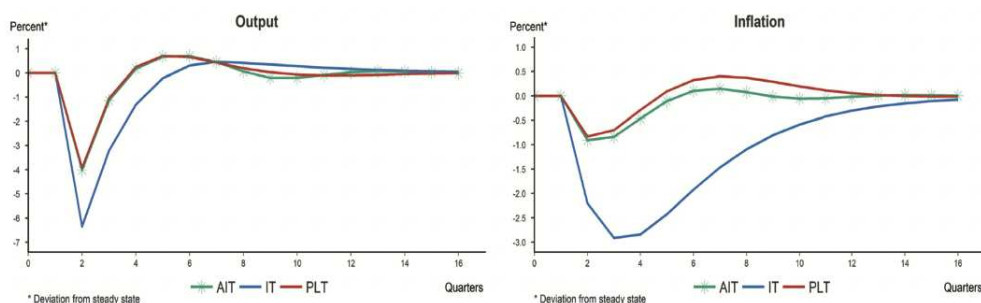 Output
Percent*
1
0
-1
-2
-3
-4
-5
-6
-7
0 2 4 6 8 10 12 14 16
AIT IT PLT Quarters
* Deviation from steady state
Inflation
Percent*
1.0
0.5
0.0
-0.5
-1.0
-1.5
-2.0
-2.5
-3.0
0 2 4 6 8 10 12 14 16
AIT IT PLT Quarters
* Deviation from steady state